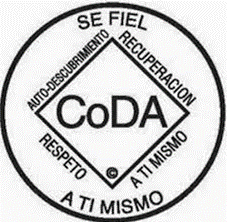 SE FIEL
AUTO-DESCUBRIMIENTO
RECUPERACION
CoDA
RESPETO
A TI MISMO
©
A TI MISMO